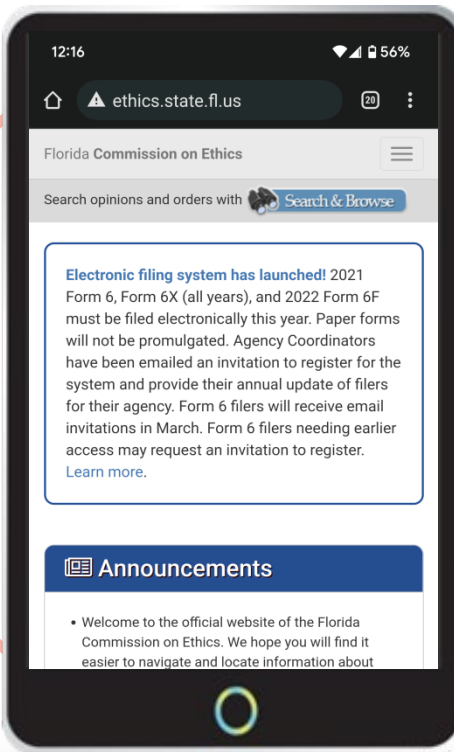 12:16 56%
ethics.state.fl.us 20
Florida Commission on Ethics
Search opinions and orders with Search & Browse
Electronic filing system has launched! 2021
Form 6, Form 6X (all years), and 2022 Form 6F
must be filed electronically this year. Paper forms
will not be promulgated. Agency Coordinators
have been emailed an invitation to register for the
system and provide their annual update of filers
for their agency. Form 6 filers will receive email
invitations in March. Form 6 filers needing earlier
access may request an invitation to register.
Learn more.
Announcements
• Welcome to the official website of the Florida
Commission on Ethics. We hope you will find it
easier to navigate and locate information about